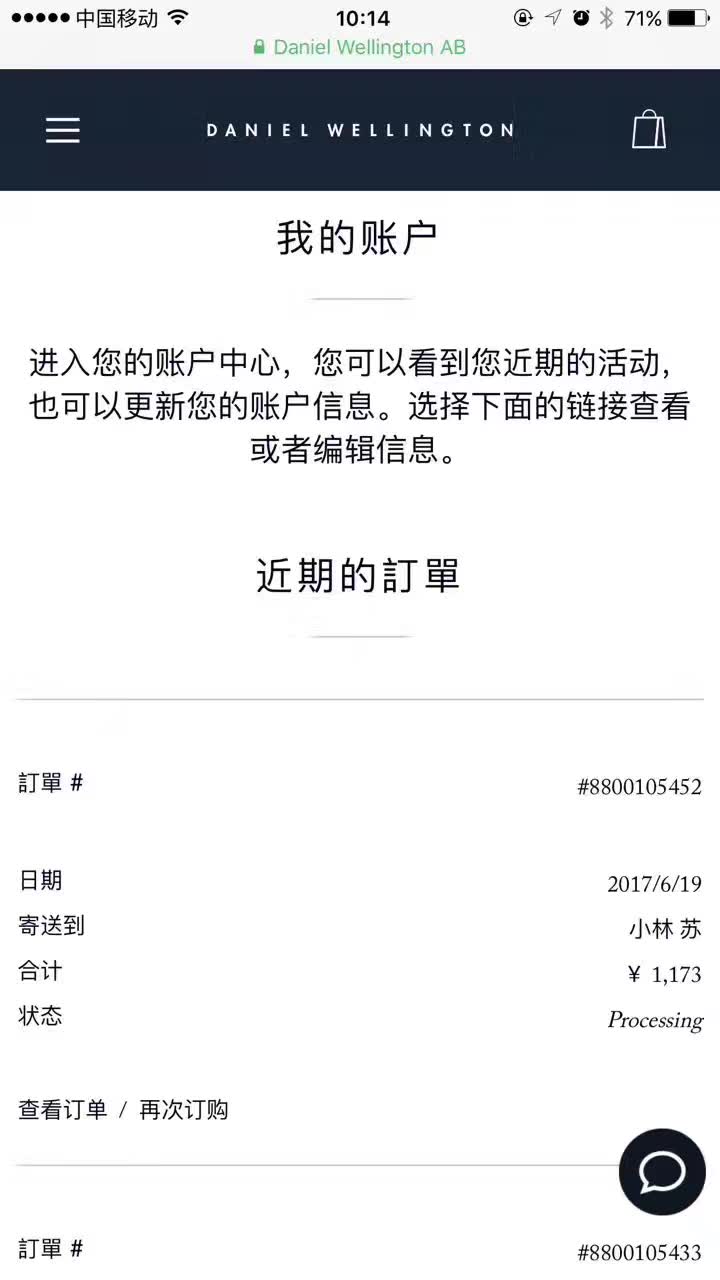 中国移动 10:14 71%
Daniel Wellington AB
DANIEL WELLINGTON
我的账户
进入您的账户中心，您可以看到您近期的活动，
也可以更新您的账户信息。选择下面的链接查看
或者编辑信息。
近期的訂單
訂單 # #8800105452
日期 2017/6/19
寄送到 小林 苏
合计 ¥ 1,173
状态 Processing
查看订单 / 再次订购
訂單 # #8800105433